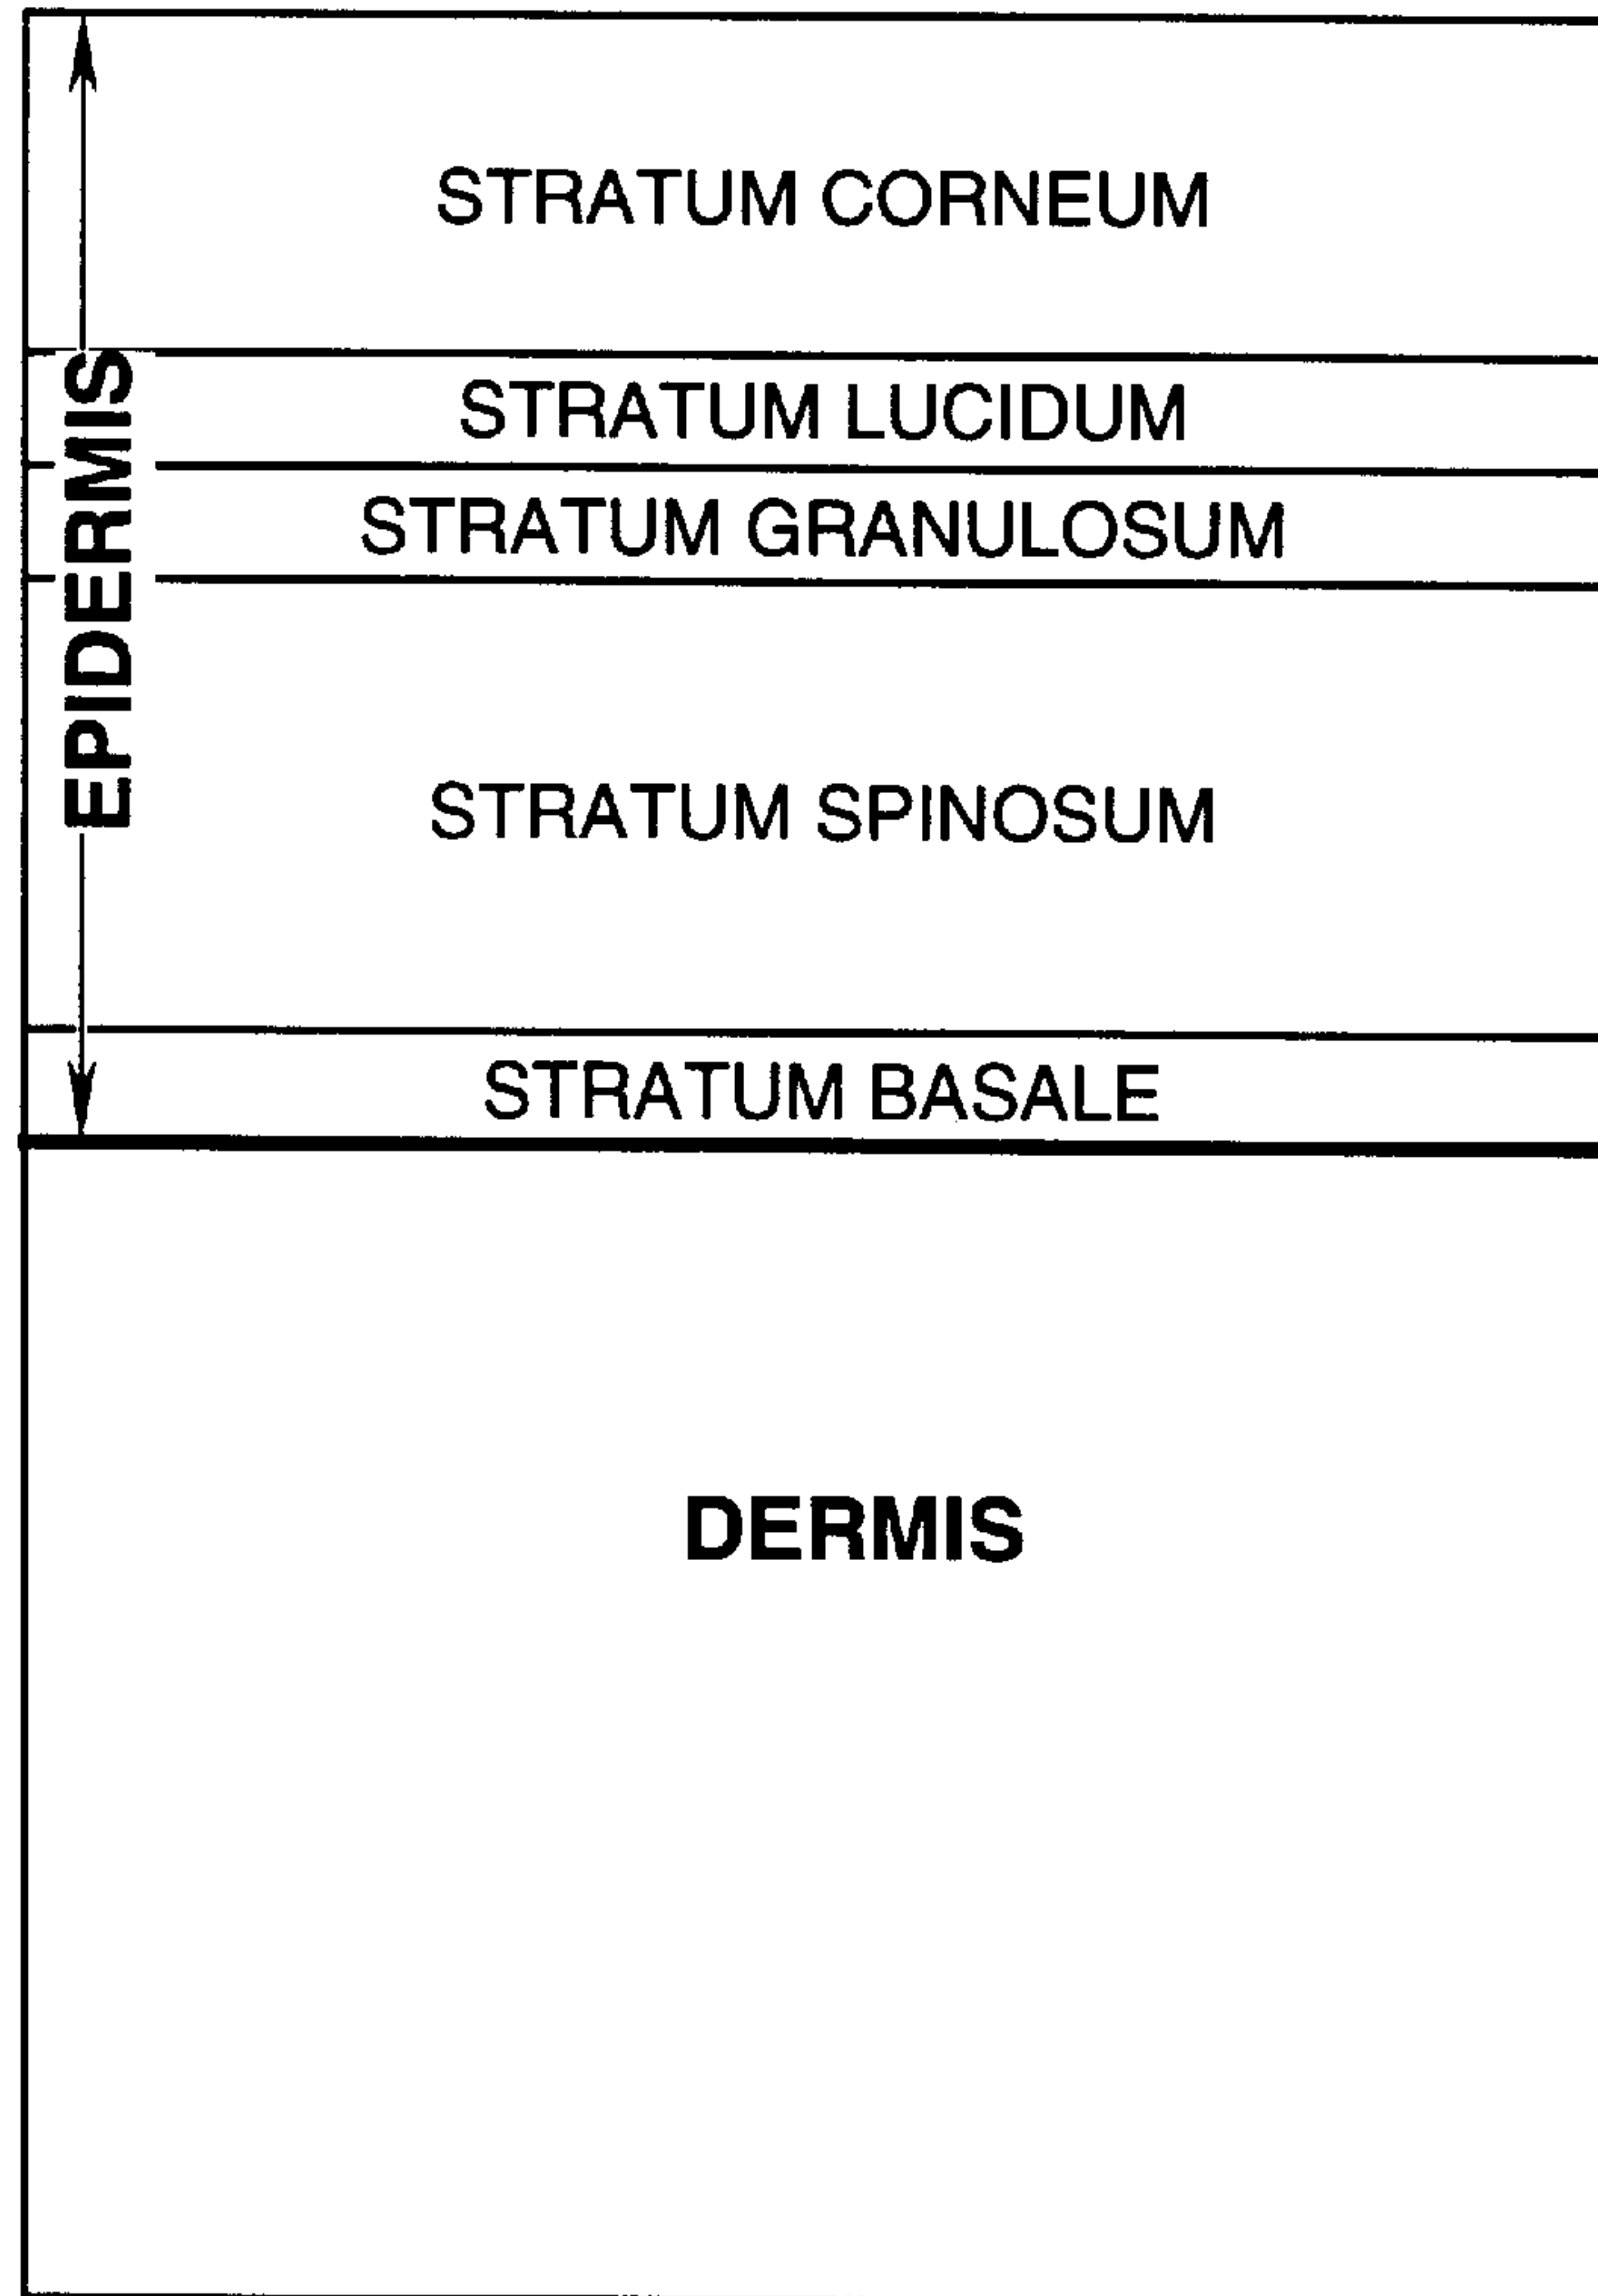 STRATUM CORNEUM
EPIDERMIS
STRATUM LUCIDUM
STRATUM GRANULOSUM
STRATUM SPINOSUM
STRATUM BASALE
DERMIS